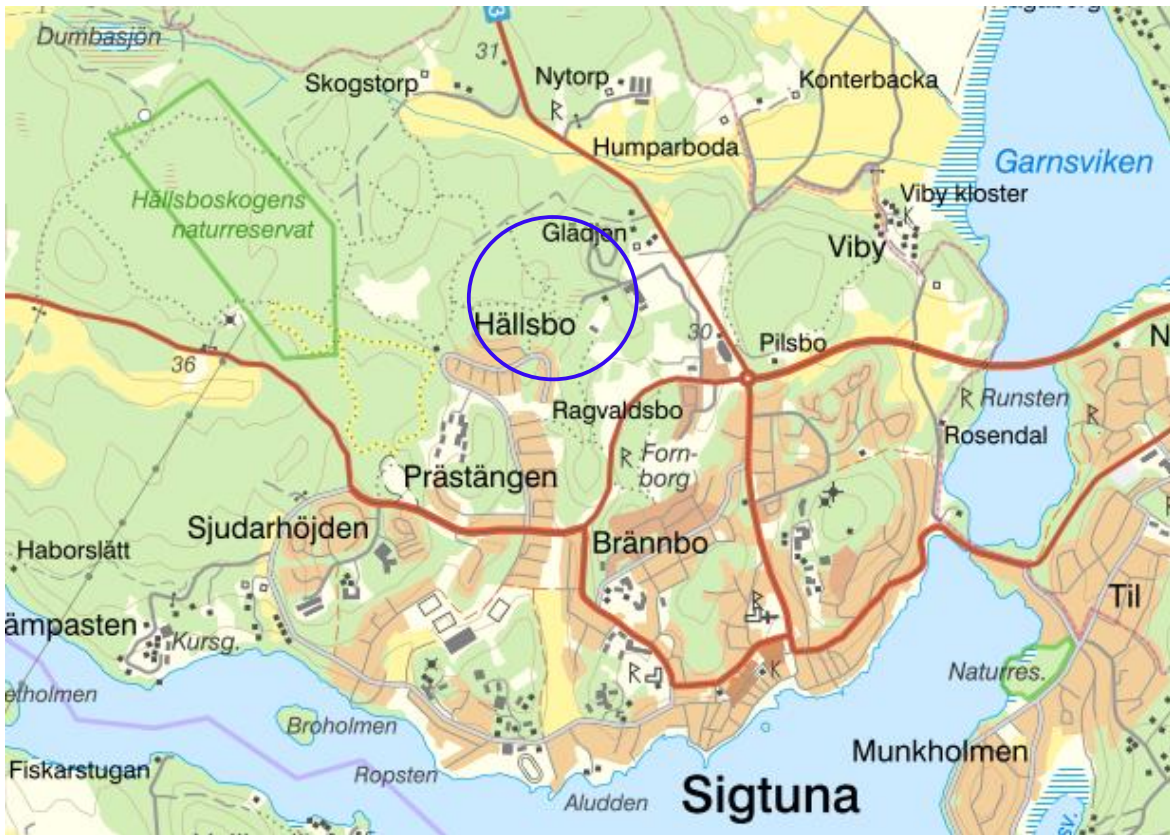 Dumbasjön
31
Skogstorp
Nytorp
Konterbacka
Humparboda
Garnsviken
Hällsboskogens
naturreservat
Viby kloster
Glädjen
Viby
Hällsbo
30
Pilsbo
N
36
Ragvaldsbo
Runsten
Rosendal
Forn-
borg
Prästängen
Sjudarhöjden
Brännbo
Haborslätt
Til
ämpasten
Kursg.
Naturres.
etholmen
Broholmen
Munkholmen
Fiskarstugan
Ropsten
Sigtuna
Aludden
sv.